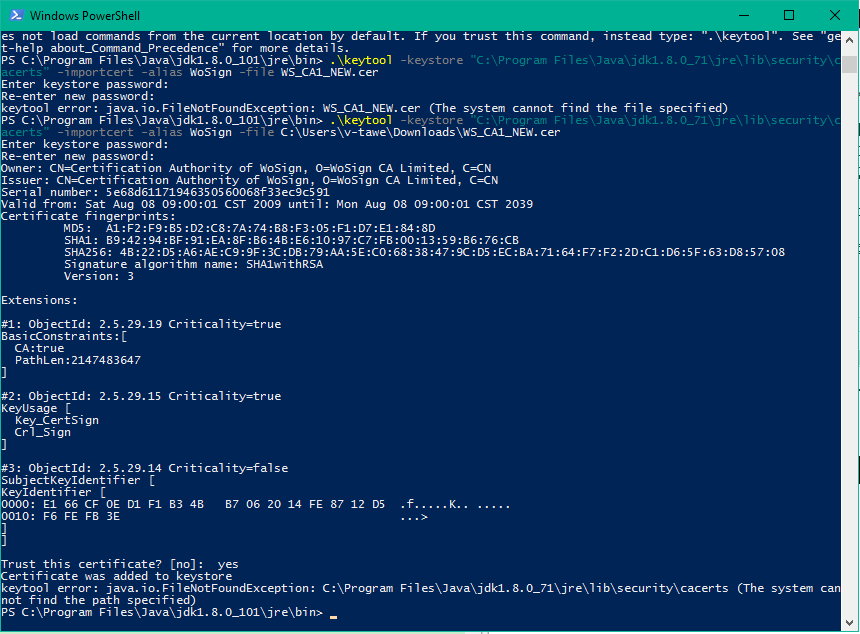 Windows PowerShell
es not load commands from the current location by default. If you trust this command, instead type: ".\keytool". See "ge
t-help about_Command_Precedence" for more details.
PS C:\Program Files\Java\jdk1.8.0_101\jre\bin> .\keytool -keystore "C:\Program Files\Java\jdk1.8.0_71\jre\lib\security\c
acerts" -importcert -alias WoSign -file WS_CA1_NEW.cer
Enter keystore password:
Re-enter new password:
keytool error: java.io.FileNotFoundException: WS_CA1_NEW.cer (The system cannot find the file specified)
PS C:\Program Files\Java\jdk1.8.0_101\jre\bin> .\keytool -keystore "C:\Program Files\Java\jdk1.8.0_71\jre\lib\security\c
acerts" -importcert -alias WoSign -file C:\Users\v-tawe\Downloads\WS_CA1_NEW.cer
Enter keystore password:
Re-enter new password:
Owner: CN=Certification Authority of WoSign, O=WoSign CA Limited, C=CN
Issuer: CN=Certification Authority of WoSign, O=WoSign CA Limited, C=CN
Serial number: 5e68d61171946350560068f33ec9c591
Valid from: Sat Aug 08 09:00:01 CST 2009 until: Mon Aug 08 09:00:01 CST 2039
Certificate fingerprints:
MD5:  A1:F2:F9:B5:D2:C8:7A:74:B8:F3:05:F1:D7:E1:84:8D
SHA1: B9:42:94:BF:91:EA:8F:B6:4B:E6:10:97:C7:FB:00:13:59:B6:76:CB
SHA256: 4B:22:D5:A6:AE:C9:9F:3C:DB:79:AA:5E:C0:68:38:47:9C:D5:EC:BA:71:64:F7:F2:2D:C1:D6:5F:63:D8:57:08
Signature algorithm name: SHA1withRSA
Version: 3
Extensions:
#1: ObjectId: 2.5.29.19 Criticality=true
BasicConstraints:[
CA:true
PathLen:2147483647
]
#2: ObjectId: 2.5.29.15 Criticality=true
KeyUsage [
Key_CertSign
Crl_Sign
]
#3: ObjectId: 2.5.29.14 Criticality=false
SubjectKeyIdentifier [
KeyIdentifier [
0000: E1 66 CF 0E D1 F1 B3 4B   B7 06 20 14 FE 87 12 D5  .f.....K.. .....
0010: F6 FE FB 3E                                        ...>
]
]
Trust this certificate? [no]:  yes
Certificate was added to keystore
keytool error: java.io.FileNotFoundException: C:\Program Files\Java\jdk1.8.0_71\jre\lib\security\cacerts (The system can
not find the path specified)
PS C:\Program Files\Java\jdk1.8.0_101\jre\bin> _